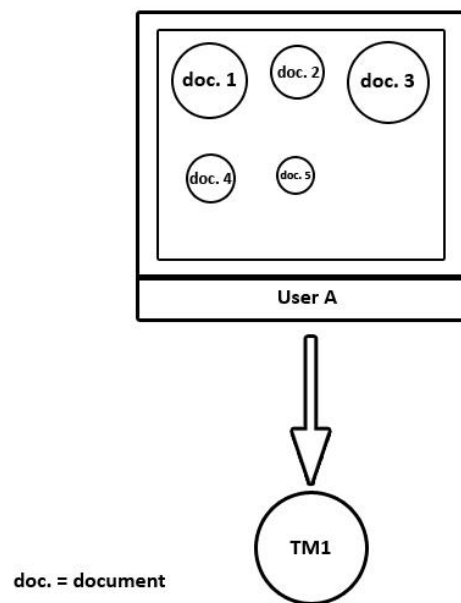 doc. 1 doc. 2 doc. 3
doc. 4 doc. 5
User A
TM1
doc. = document